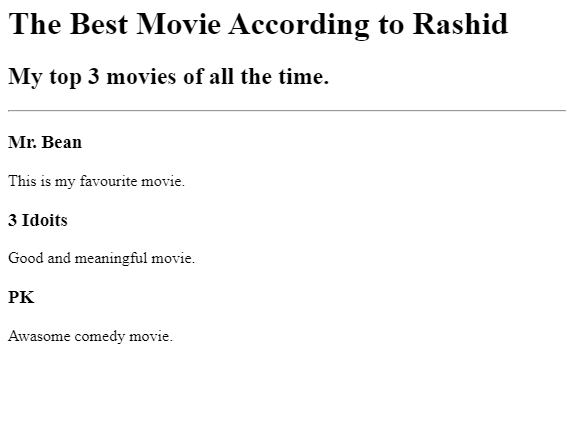 The Best Movie According to Rashid
My top 3 movies of all the time.
Mr. Bean
This is my favourite movie.
3 Idoits
Good and meaningful movie.
PK
Awasome comedy movie.